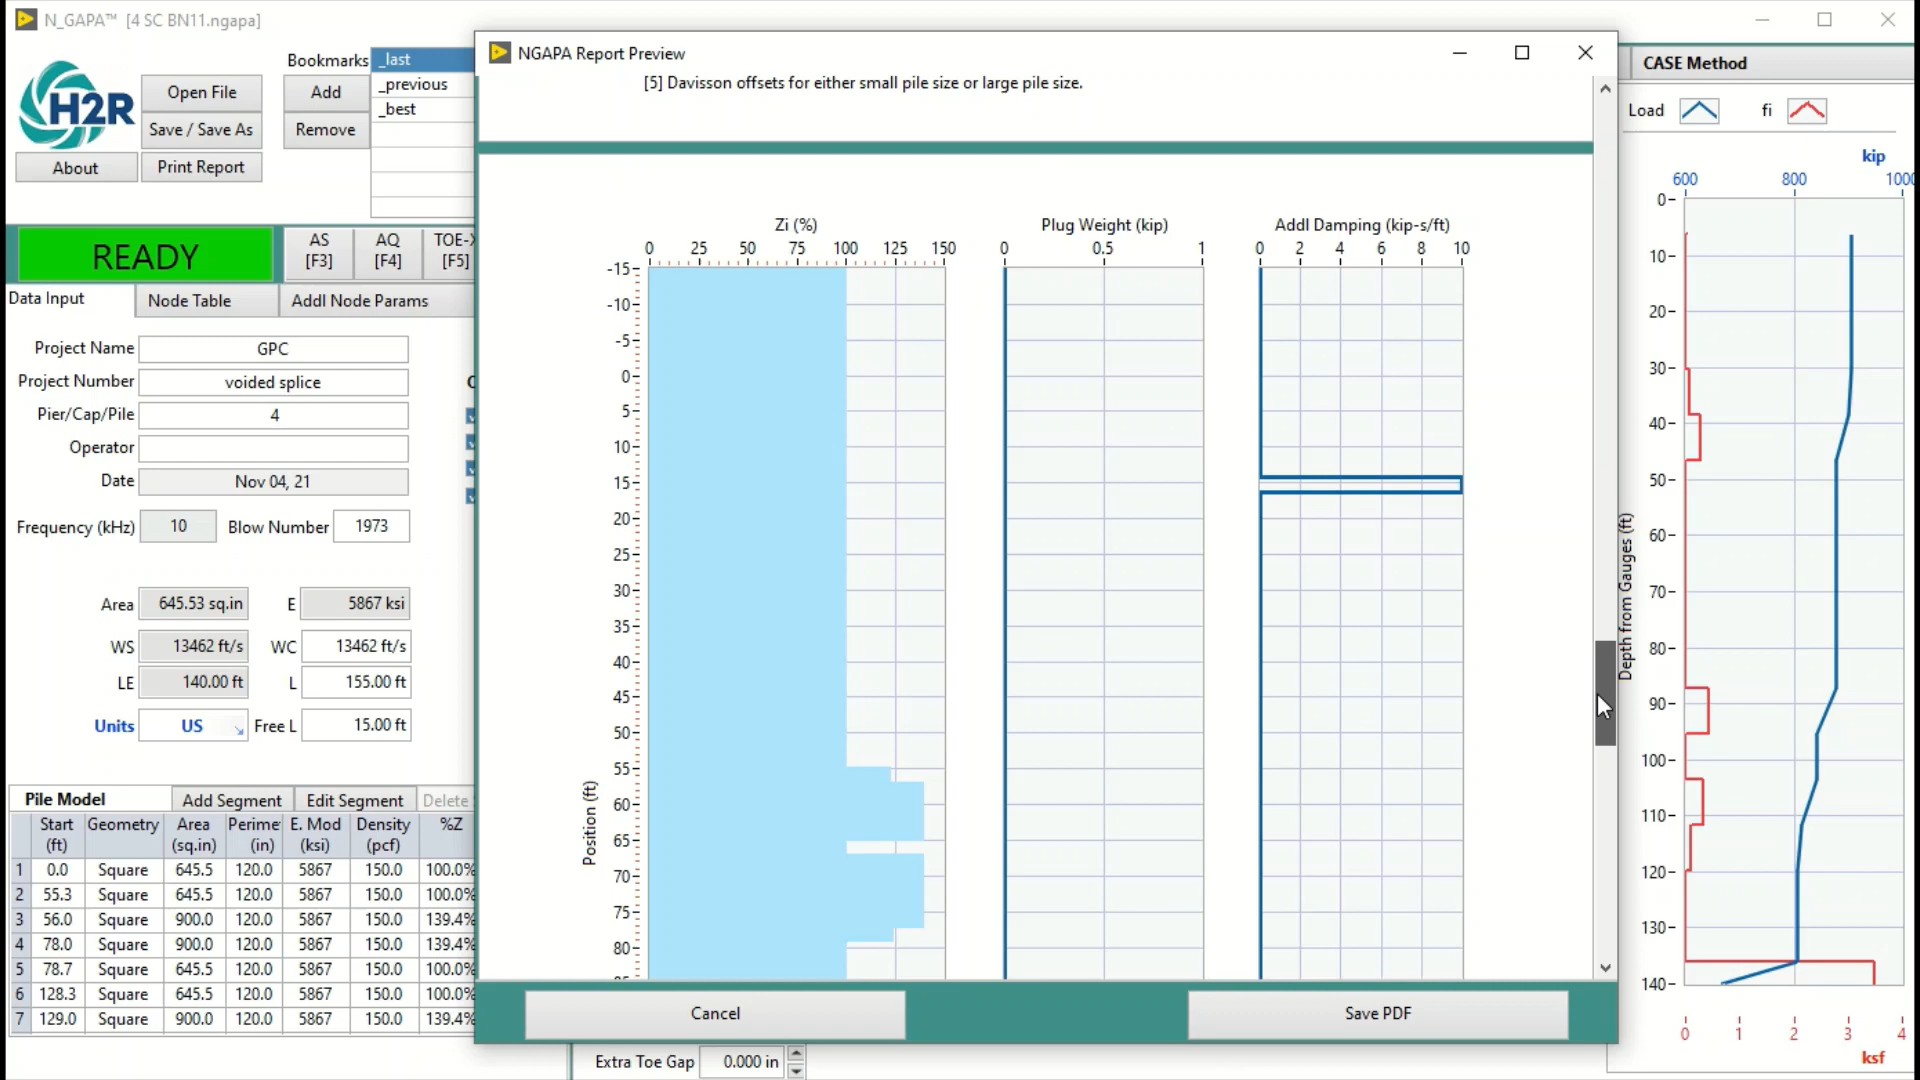 N_GAPA™ [4 SC BN11.ngapa]
H2R
Open File
Save / Save As
About
Print Report
Bookmarks
Add
Remove
_last
_previous
_best
READY
AS
[F3]
AQ
[F4]
TOE-X
[F5]
Data Input
Node Table
Addl Node Params
Project Name GPC
Project Number voided splice
Pier/Cap/Pile 4
Operator
Date Nov 04, 21
Frequency (kHz) 10 Blow Number 1973
Area 645.53 sq.in E 5867 ksi
WS 13462 ft/s WC 13462 ft/s
LE 140.00 ft L 155.00 ft
Units US Free L 15.00 ft
Pile Model Add Segment Edit Segment Delete
Start Geometry Area Perime E. Mod Density %Z
(ft) (sq.in) (in) (ksi) (pcf)
1 0.0 Square 645.5 120.0 5867 150.0 100.0%
2 55.3 Square 645.5 120.0 5867 150.0 100.0%
3 56.0 Square 900.0 120.0 5867 150.0 139.4%
4 78.0 Square 900.0 120.0 5867 150.0 139.4%
5 78.7 Square 645.5 120.0 5867 150.0 100.0%
6 128.3 Square 645.5 120.0 5867 150.0 100.0%
7 129.0 Square 900.0 120.0 5867 150.0 139.4%
NGAPA Report Preview
[5] Davisson offsets for either small pile size or large pile size.
Zi (%)
0 25 50 75 100 125 150
Plug Weight (kip)
0 0.5 1
Addl Damping (kip-s/ft)
0 2 4 6 8 10
Position (ft)
-15
-10
-5
0
5
10
15
20
25
30
35
40
45
50
55
60
65
70
75
80
Cancel
Save PDF
Extra Toe Gap 0.000 in
CASE Method
Load fi
kip
600 800 1000
Depth from Gauges (ft)
0
10
20
30
40
50
60
70
80
90
100
110
120
130
140
0 1 2 3 4
ksf